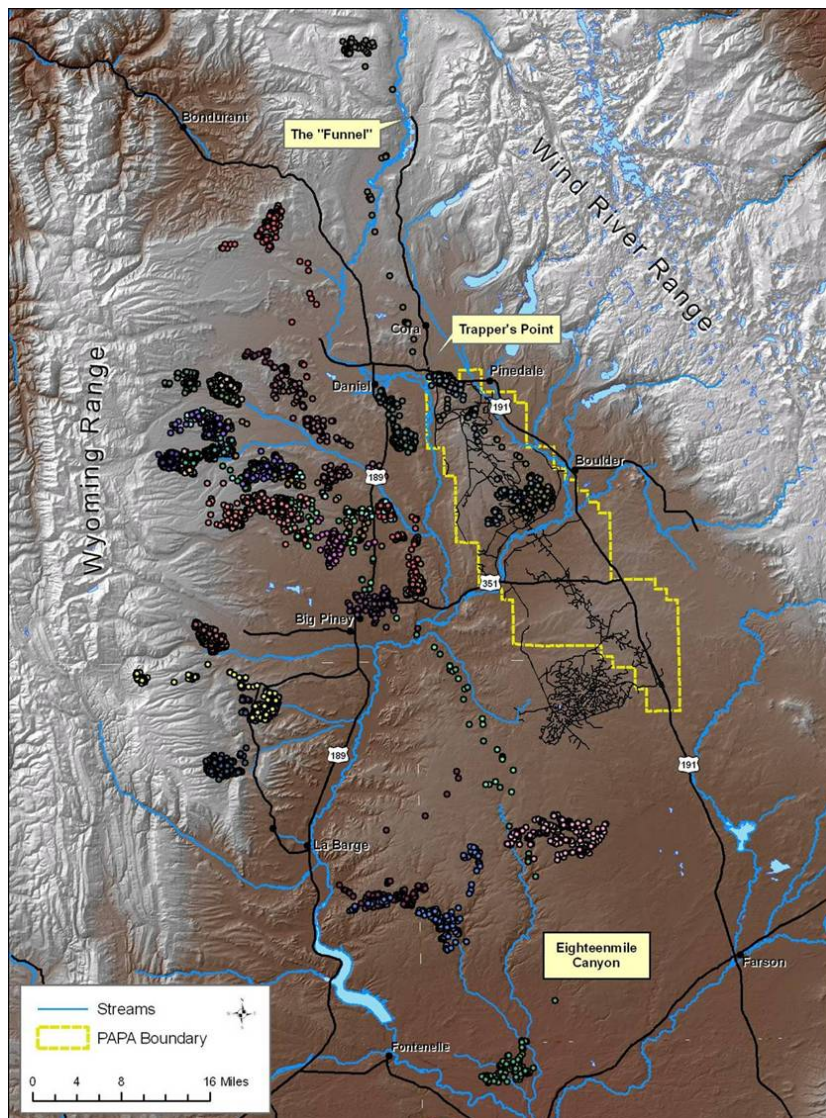 Bondurant
The "Funnel"
Wind River Range
Trapper's Point
Cora
Pinedale
Daniel
191
Wyoming Range
189
Boulder
351
Big Piney
189
191
La Barge
Eighteenmile
Canyon
Farson
Streams
PAPA Boundary
0 4 8 16 Miles
Fontenelle